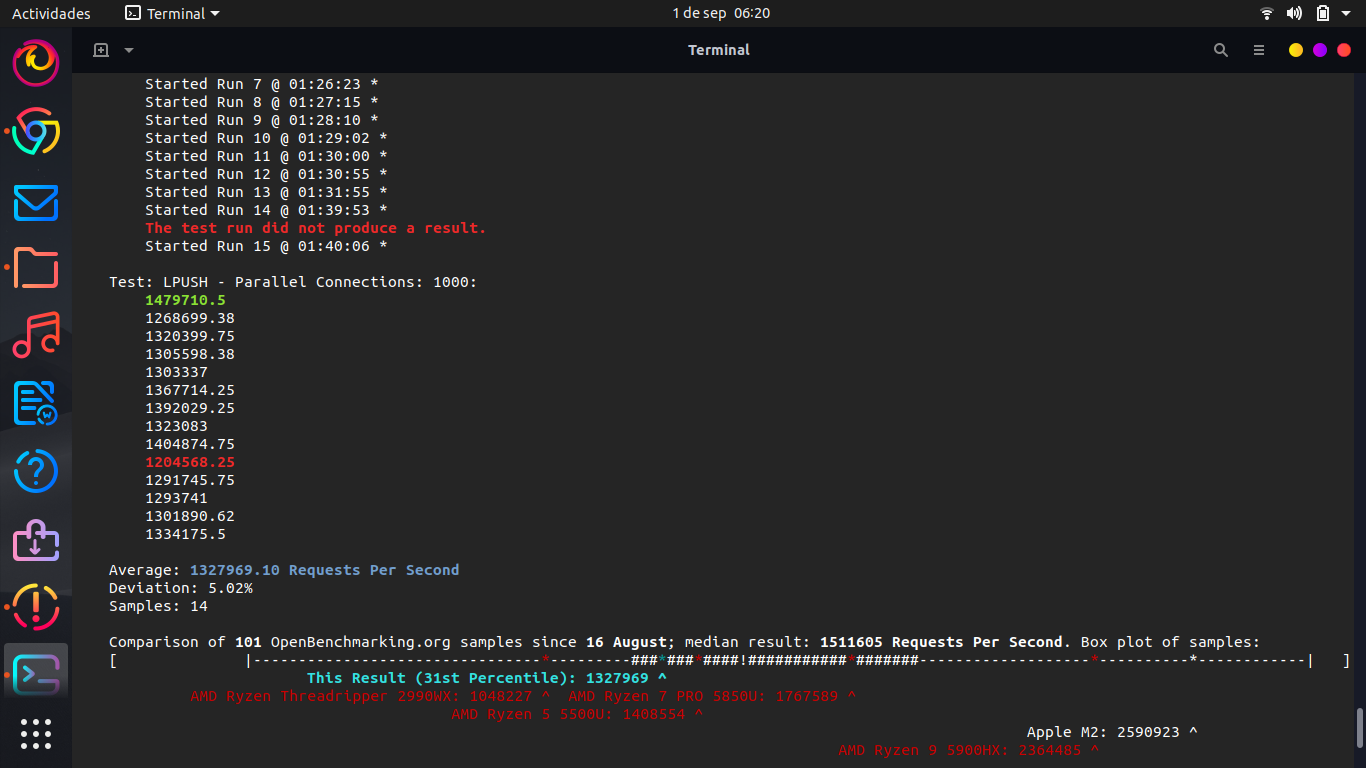 Actividades Terminal 1 de sep 06:20
Terminal
Started Run 7 @ 01:26:23 *
Started Run 8 @ 01:27:15 *
Started Run 9 @ 01:28:10 *
Started Run 10 @ 01:29:02 *
Started Run 11 @ 01:30:00 *
Started Run 12 @ 01:30:55 *
Started Run 13 @ 01:31:55 *
Started Run 14 @ 01:39:53 *
The test run did not produce a result.
Started Run 15 @ 01:40:06 *
Test: LPUSH - Parallel Connections: 1000:
1479710.5
1268699.38
1320399.75
1305598.38
1303337
1367714.25
1392029.25
1323083
1404874.75
1204568.25
1291745.75
1293741
1301890.62
1334175.5
Average: 1327969.10 Requests Per Second
Deviation: 5.02%
Samples: 14
Comparison of 101 OpenBenchmarking.org samples since 16 August; median result: 1511605 Requests Per Second. Box plot of samples:
[              |--------------------------------*---------###*###*####!###########*#######-------------------*----------*------------|   ]
This Result (31st Percentile): 1327969 ^
AMD Ryzen Threadripper 2990WX: 1048227 ^  AMD Ryzen 7 PRO 5850U: 1767589 ^
AMD Ryzen 5 5500U: 1408554 ^
Apple M2: 2590923 ^
AMD Ryzen 9 5900HX: 2364485 ^